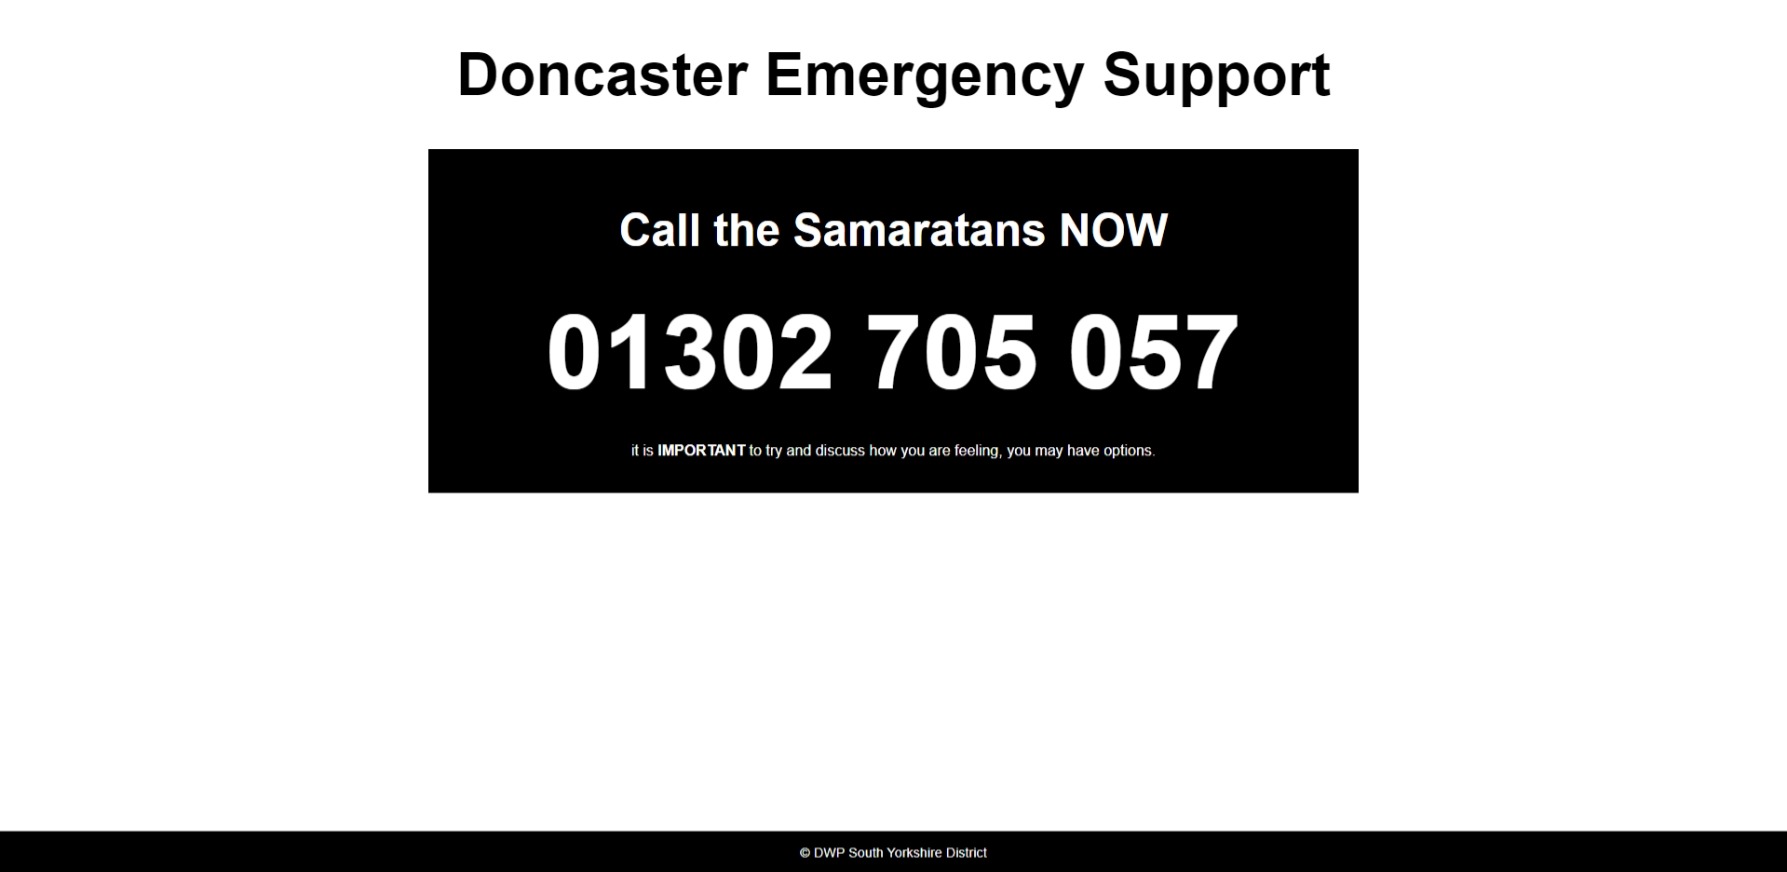 Doncaster Emergency Support
Call the Samaratans NOW
01302 705 057
it is IMPORTANT to try and discuss how you are feeling, you may have options.
© DWP South Yorkshire District